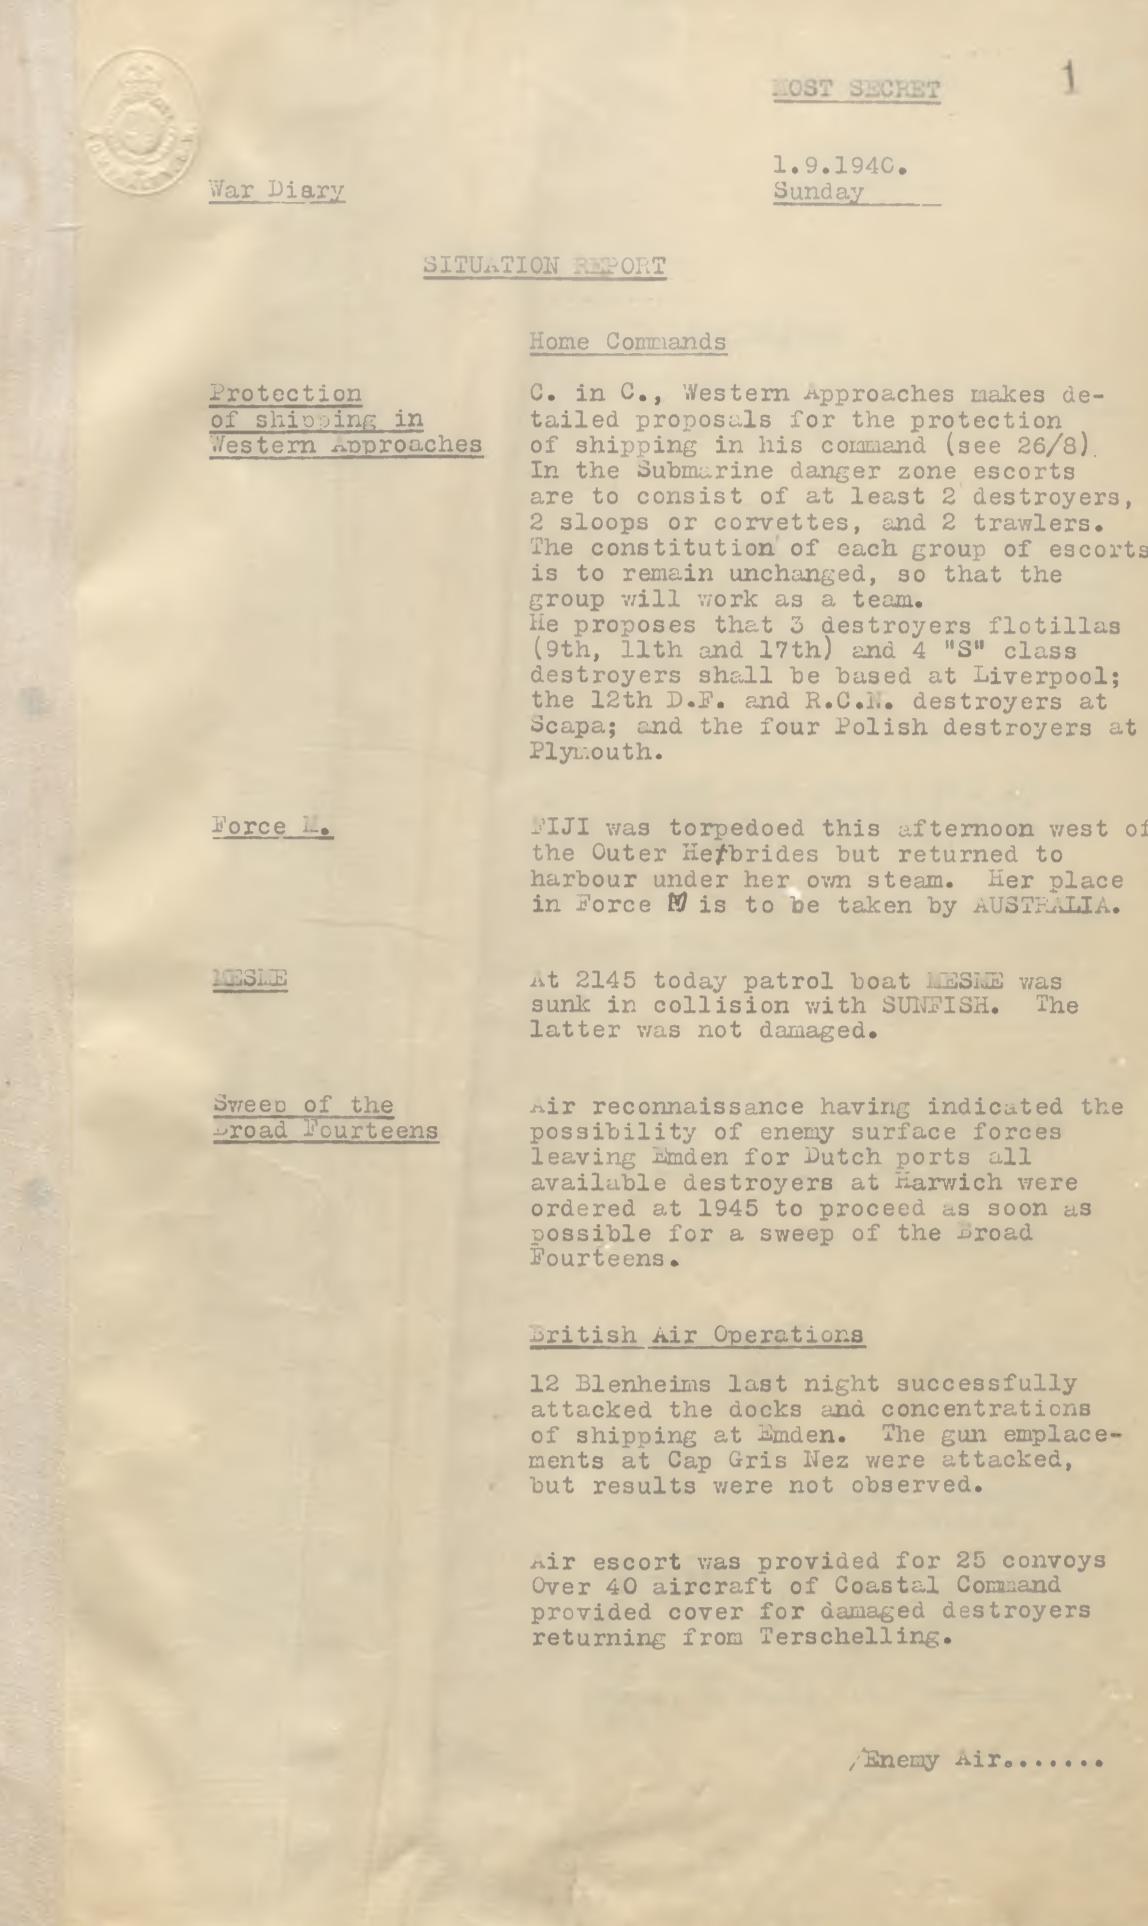 MOST SECRET
1
1.9.1940.
Sunday
War Diary
SITUATION REPORT
Home Commands
Protection
of shipping in
Western Approaches
C. in C., Western Approaches makes de-
tailed proposals for the protection
of shipping in his command (see 26/8).
In the Submarine danger zone escorts
are to consist of at least 2 destroyers,
2 sloops or corvettes, and 2 trawlers.
The constitution of each group of escorts
is to remain unchanged, so that the
group will work as a team.
He proposes that 3 destroyers flotillas
(9th, 11th and 17th) and 4 "S" class
destroyers shall be based at Liverpool;
the 12th D.F. and R.C.N. destroyers at
Scapa; and the four Polish destroyers at
Plymouth.
Force M.
FIJI was torpedoed this afternoon west of
the Outer Hebrides but returned to
harbour under her own steam. Her place
in Force M is to be taken by AUSTRALIA.
MESME
At 2145 today patrol boat MESME was
sunk in collision with SUNFISH. The
latter was not damaged.
Sweep of the
Broad Fourteens
Air reconnaissance having indicated the
possibility of enemy surface forces
leaving Emden for Dutch ports all
available destroyers at Harwich were
ordered at 1945 to proceed as soon as
possible for a sweep of the Broad
Fourteens.
British Air Operations
12 Blenheims last night successfully
attacked the docks and concentrations
of shipping at Emden. The gun emplace-
ments at Cap Gris Nez were attacked,
but results were not observed.
Air escort was provided for 25 convoys
Over 40 aircraft of Coastal Command
provided cover for damaged destroyers
returning from Terschelling.
/Enemy Air.......